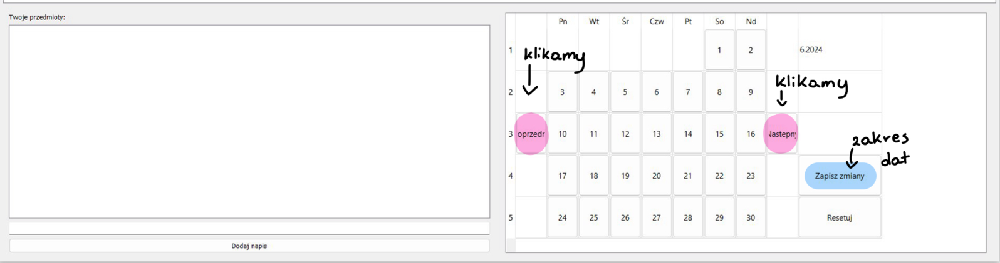 Twoje przedmioty:
Dodaj napis
Pn Wt Śr Czw Pt So Nd
1 1 2 6.2024
klikamy
klikamy
2 3 4 5 6 7 8 9
3 oprzedr 10 11 12 13 14 15 16 Nastepny
zakres
dat
4 17 18 19 20 21 22 23 Zapisz zmiany
5 24 25 26 27 28 29 30 Resetuj